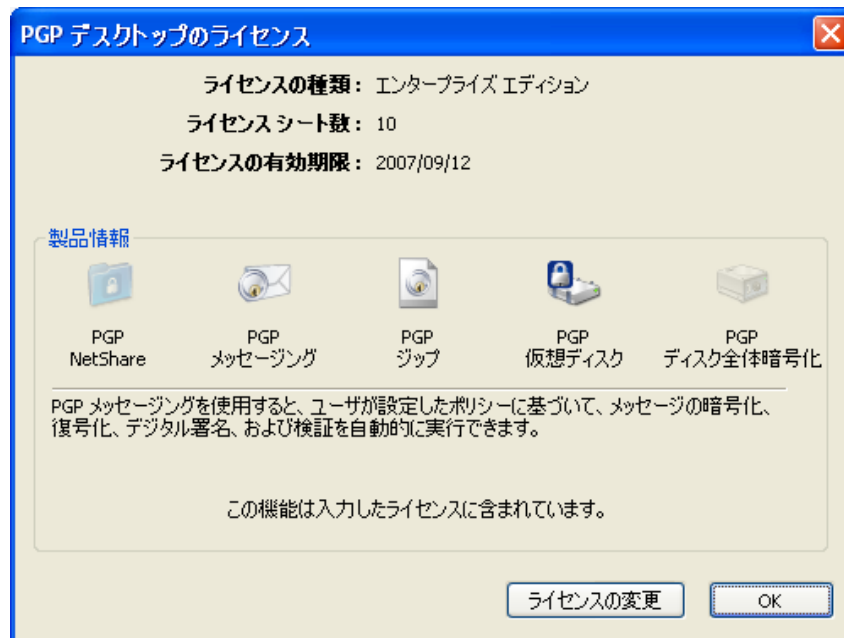 PGP デスクトップのライセンス
ライセンスの種類： エンタープライズ エディション
ライセンス シート数： 10
ライセンスの有効期限： 2007/09/12
製品情報
PGP NetShare
PGP メッセージング
PGP ジップ
PGP 仮想ディスク
PGP ディスク全体暗号化
PGP メッセージングを使用すると、ユーザが設定したポリシーに基づいて、メッセージの暗号化、
復号化、デジタル署名、および検証を自動的に実行できます。
この機能は入力したライセンスに含まれています。
ライセンスの変更
OK